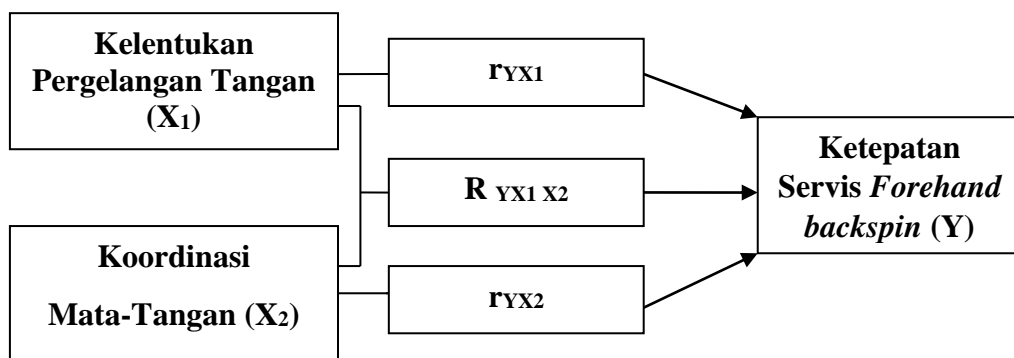 Kelentukan
Pergelangan Tangan
(X₁)
rYX1
R YX1 X2
Ketepatan
Servis Forehand
backspin (Y)
Koordinasi
Mata-Tangan (X₂)
rYX2